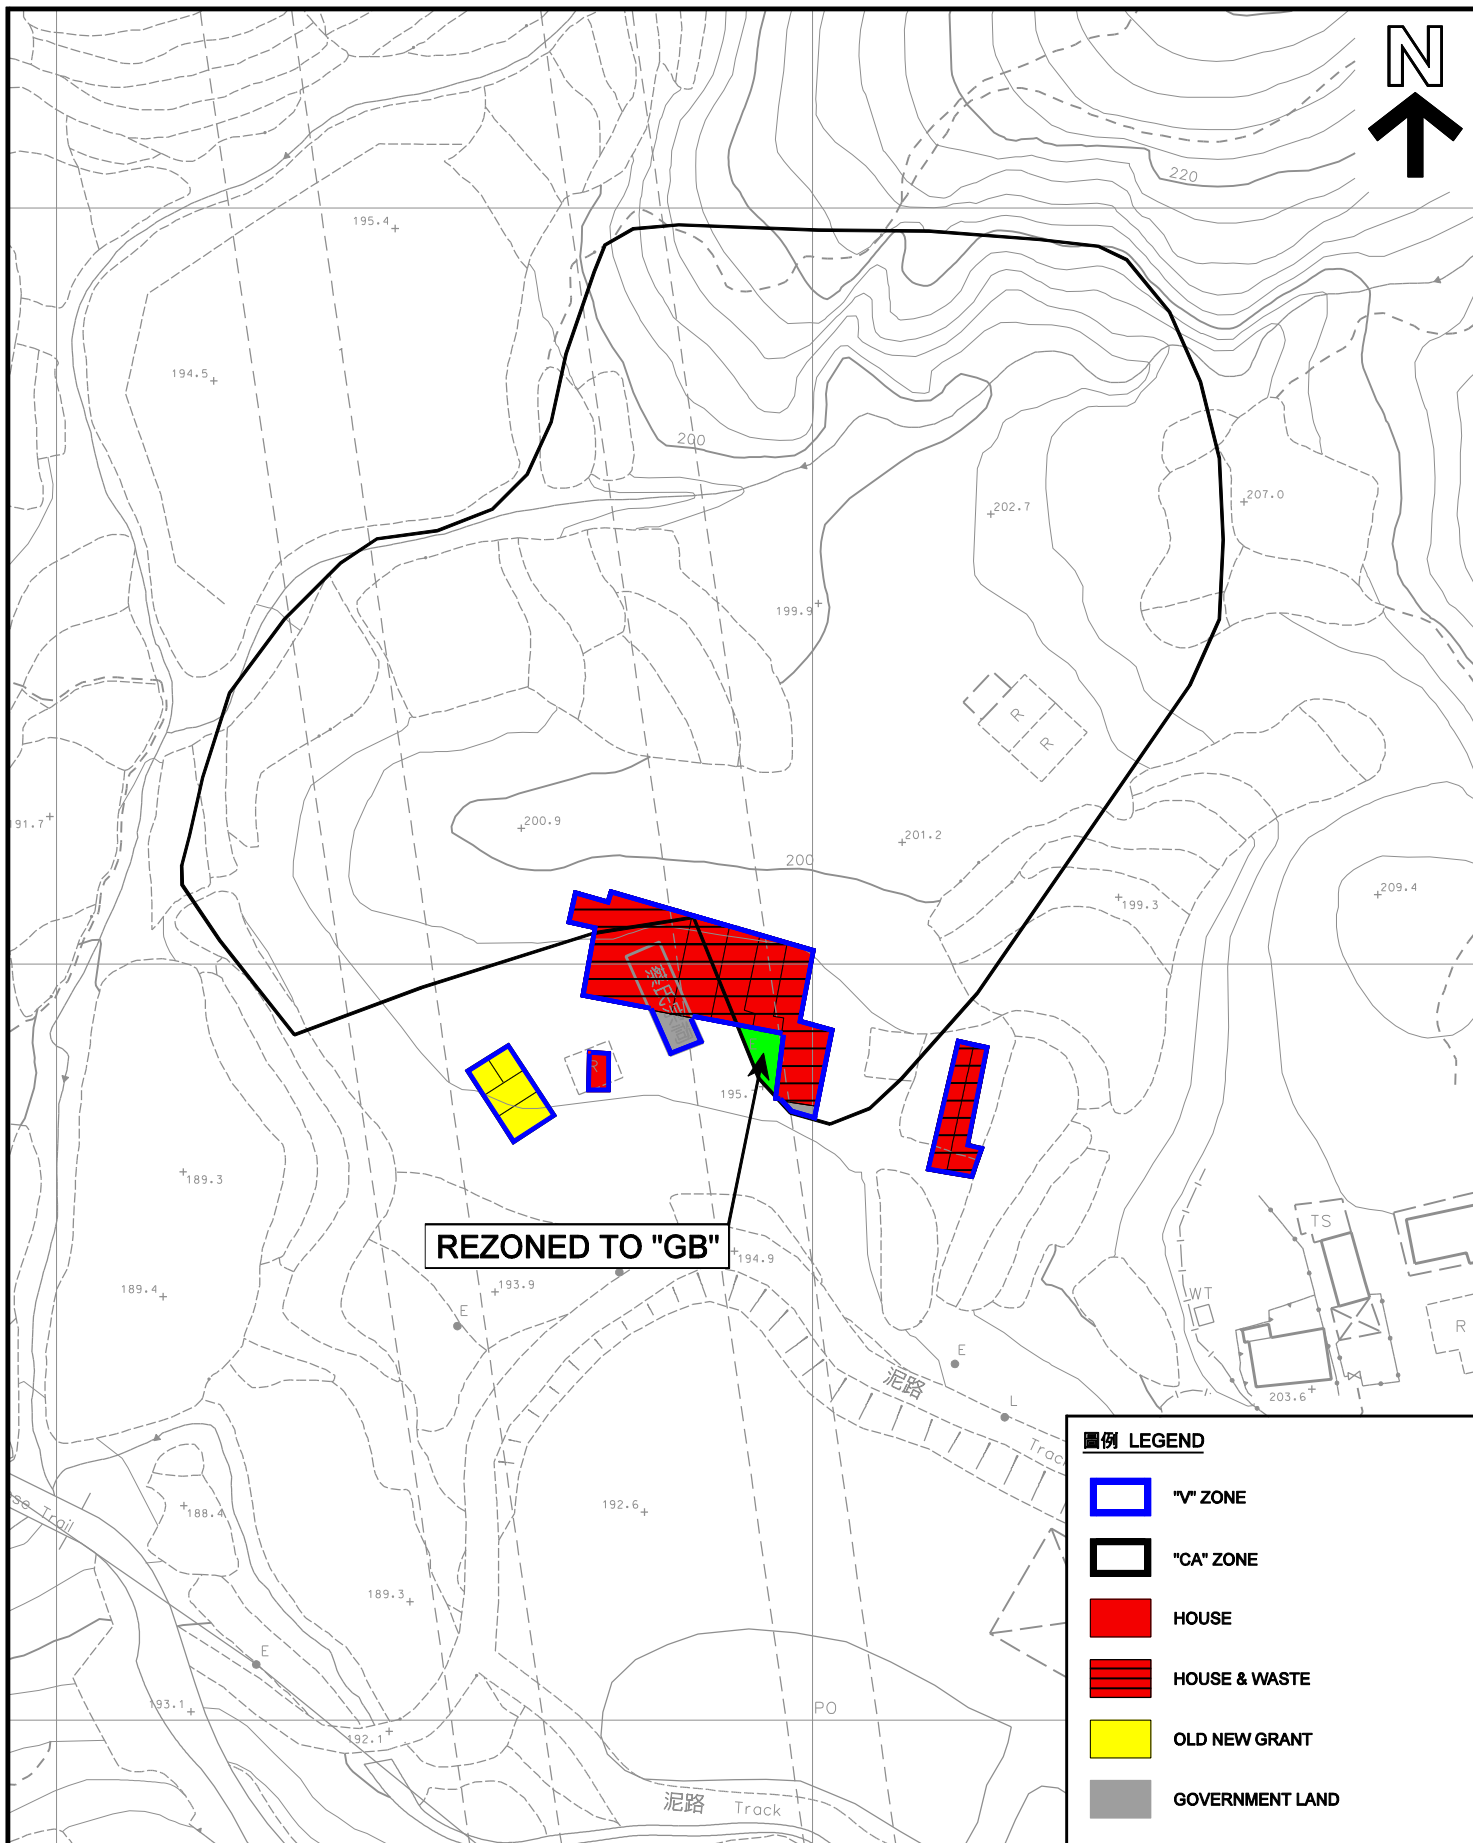 N
220
195.4
194.5
200
207.0
202.7
199.9
R
R
191.7
200.9
201.2
200
209.4
199.3
R
195.
189.3
REZONED TO "GB"
194.9
TS
189.4
193.9
E
WT
R
E
203.6
泥路
L
Track
圖例 LEGEND
"V" ZONE
188.4
192.6
Trail
"CA" ZONE
189.3
HOUSE
E
HOUSE & WASTE
193.1
PO
192.1
OLD NEW GRANT
泥路 Track
GOVERNMENT LAND